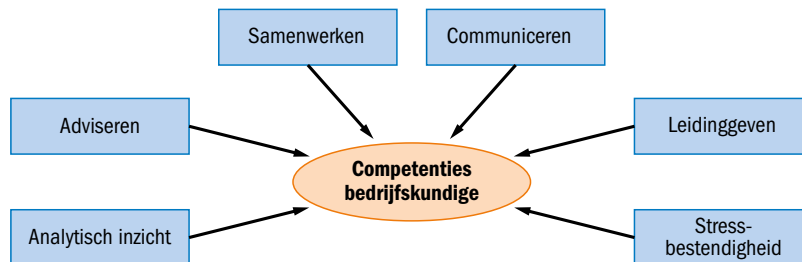 Samenwerken
Communiceren
Adviseren
Leidinggeven
Competenties
bedrijfskundige
Analytisch inzicht
Stress-
bestendigheid